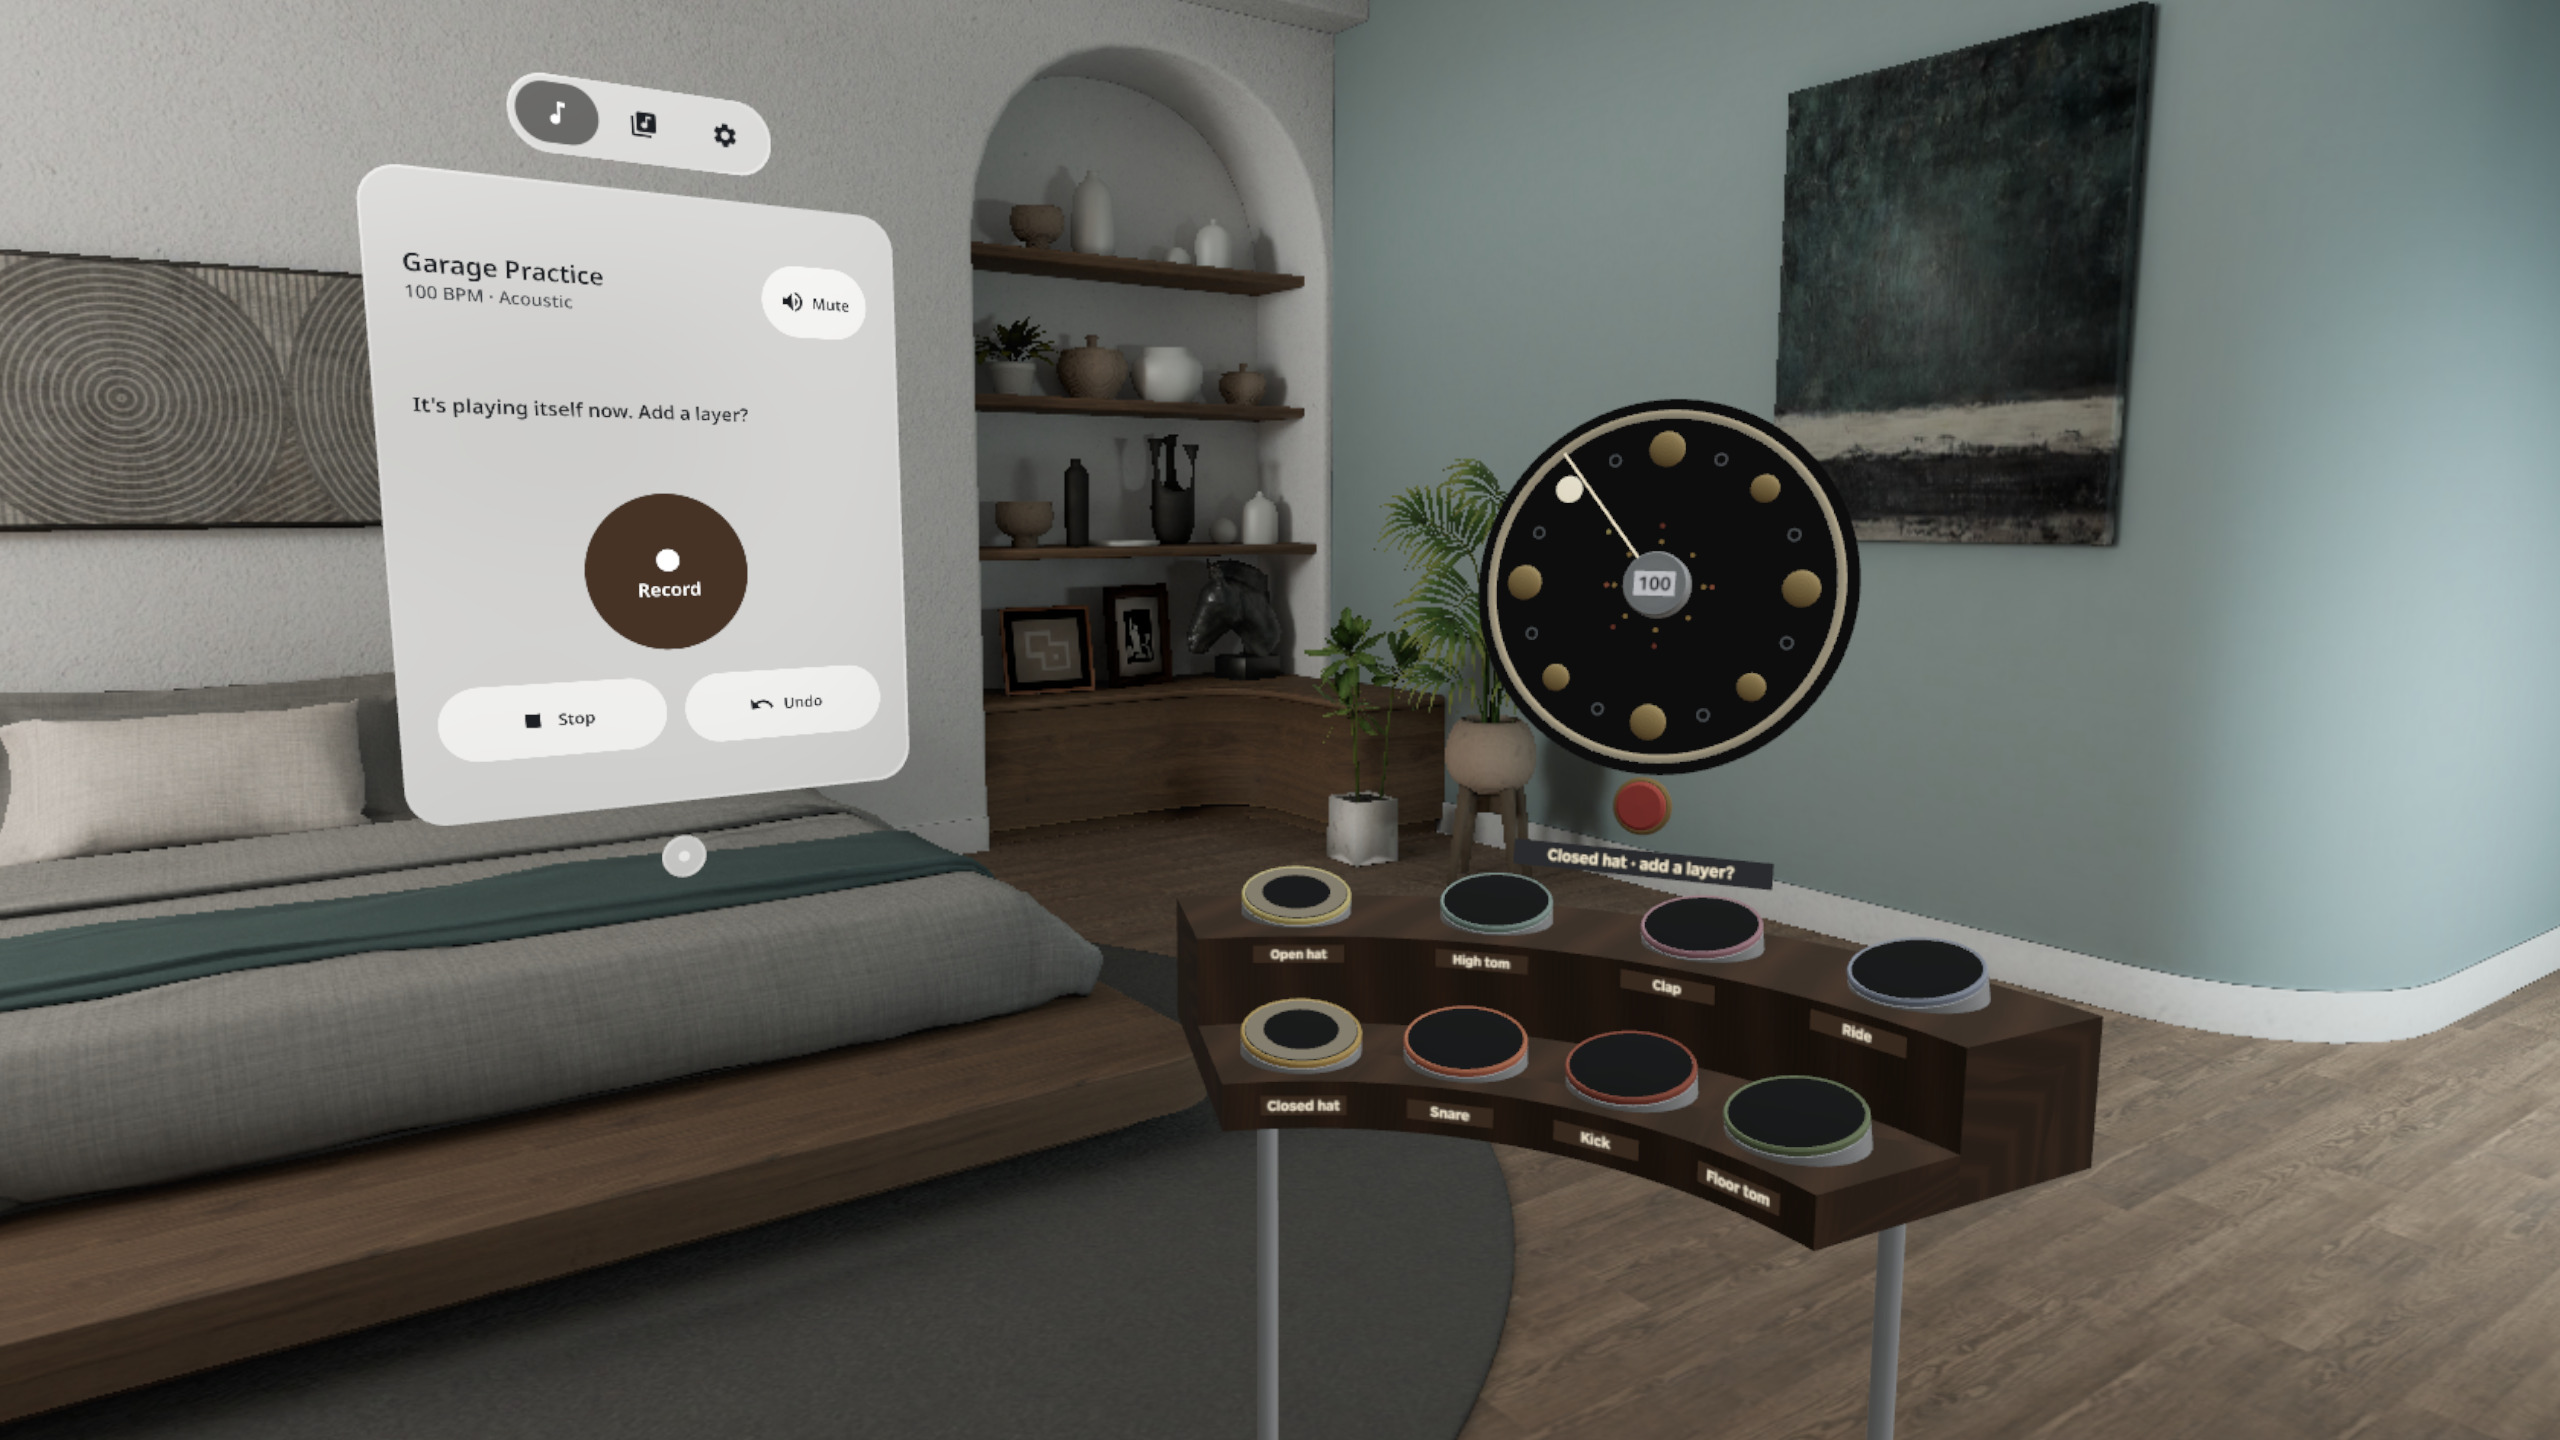 Garage Practice
100 BPM · Acoustic
Mute
It's playing itself now. Add a layer?
Record
Stop
Undo
100
Closed hat · add a layer?
Open hat
High tom
Clap
Ride
Closed hat
Snare
Kick
Floor tom